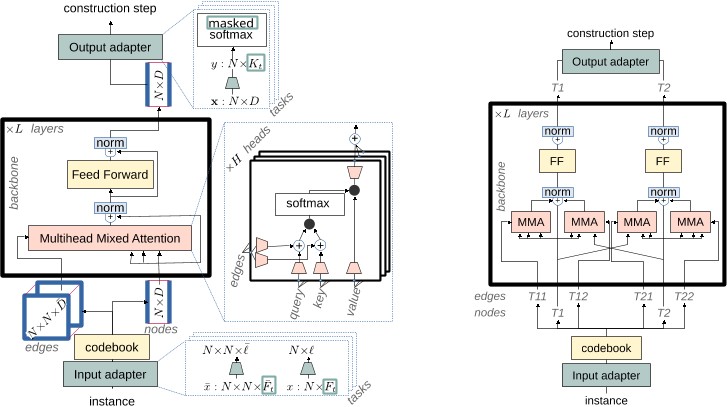 construction step
Output adapter
N×D
masked
softmax
y : N×K_t
x : N×D
tasks
×L layers
backbone
norm
+
Feed Forward
norm
+
Multihead Mixed Attention
×H heads
+
softmax
+ +
edges
query
key
value
N×N×D̄
edges
N×D
nodes
codebook
Input adapter
instance
N×N×ℓ̄
N×ℓ
x̄ : N×N×F̄_t
x : N×F_t
tasks
construction step
Output adapter
T1 T2
×L layers
backbone
norm norm
+ +
FF FF
norm norm
+ +
MMA MMA MMA MMA
edges T11 T12 T21 T22
nodes T1 T2
codebook
Input adapter
instance